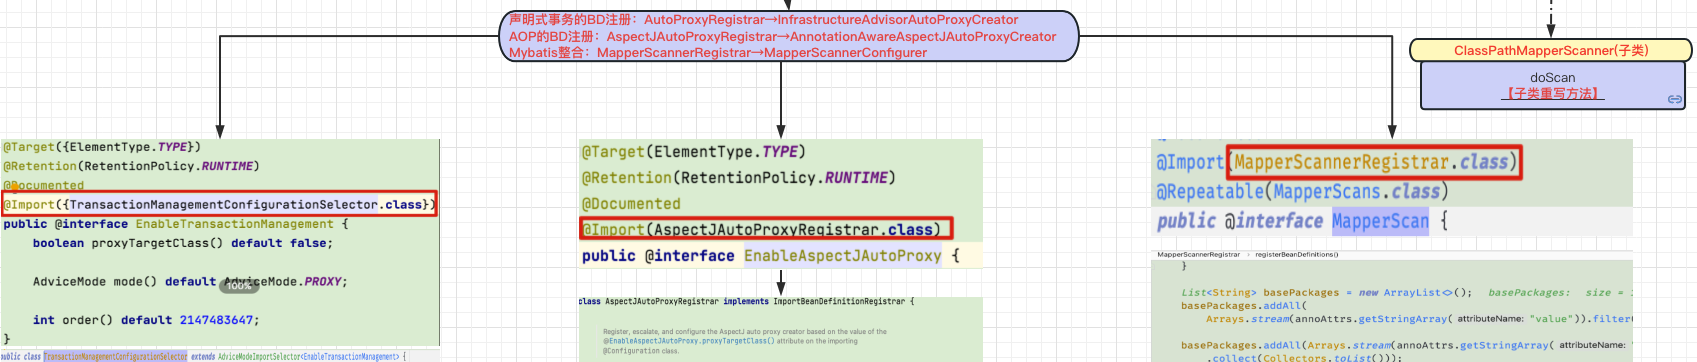 声明式事务的BD注册：AutoProxyRegistrar→InfrastructureAdvisorAutoProxyCreator
AOP的BD注册：AspectJAutoProxyRegistrar→AnnotationAwareAspectJAutoProxyCreator
Mybatis整合：MapperScannerRegistrar→MapperScannerConfigurer
ClassPathMapperScanner(子类)
doScan
【子类重写方法】
@Target({ElementType.TYPE})
@Retention(RetentionPolicy.RUNTIME)
@Documented
@Import({TransactionManagementConfigurationSelector.class})
public @interface EnableTransactionManagement {
boolean proxyTargetClass() default false;
AdviceMode mode() default AdviceMode.PROXY;
100%
int order() default 2147483647;
}
public class TransactionManagementConfigurationSelector extends AdviceModeImportSelector<EnableTransactionManagement> {
@Target(ElementType.TYPE)
@Retention(RetentionPolicy.RUNTIME)
@Documented
@Import(AspectJAutoProxyRegistrar.class)
public @interface EnableAspectJAutoProxy {
class AspectJAutoProxyRegistrar implements ImportBeanDefinitionRegistrar {
Register, escalate, and configure the AspectJ auto proxy creator based on the value of the
@EnableAspectJAutoProxy.proxyTargetClass() attribute on the importing
@Configuration class.
@Import(MapperScannerRegistrar.class)
@Repeatable(MapperScans.class)
public @interface MapperScan {
MapperScannerRegistrar › registerBeanDefinitions()
}
List<String> basePackages = new ArrayList<>(); basePackages: size =
basePackages.addAll(
Arrays.stream(annoAttrs.getStringArray( attributeName: "value")).filter(
basePackages.addAll(Arrays.stream(annoAttrs.getStringArray( attributeName:
.collect(Collectors.toList()));